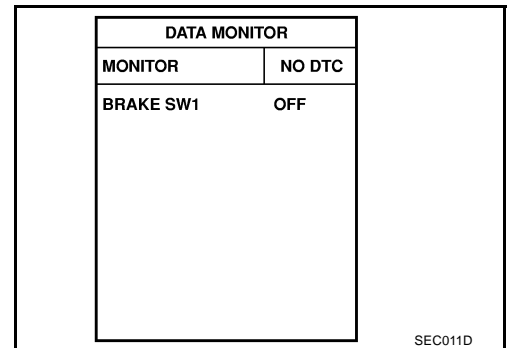 DATA MONITOR
MONITOR NO DTC
BRAKE SW1 OFF
SEC011D